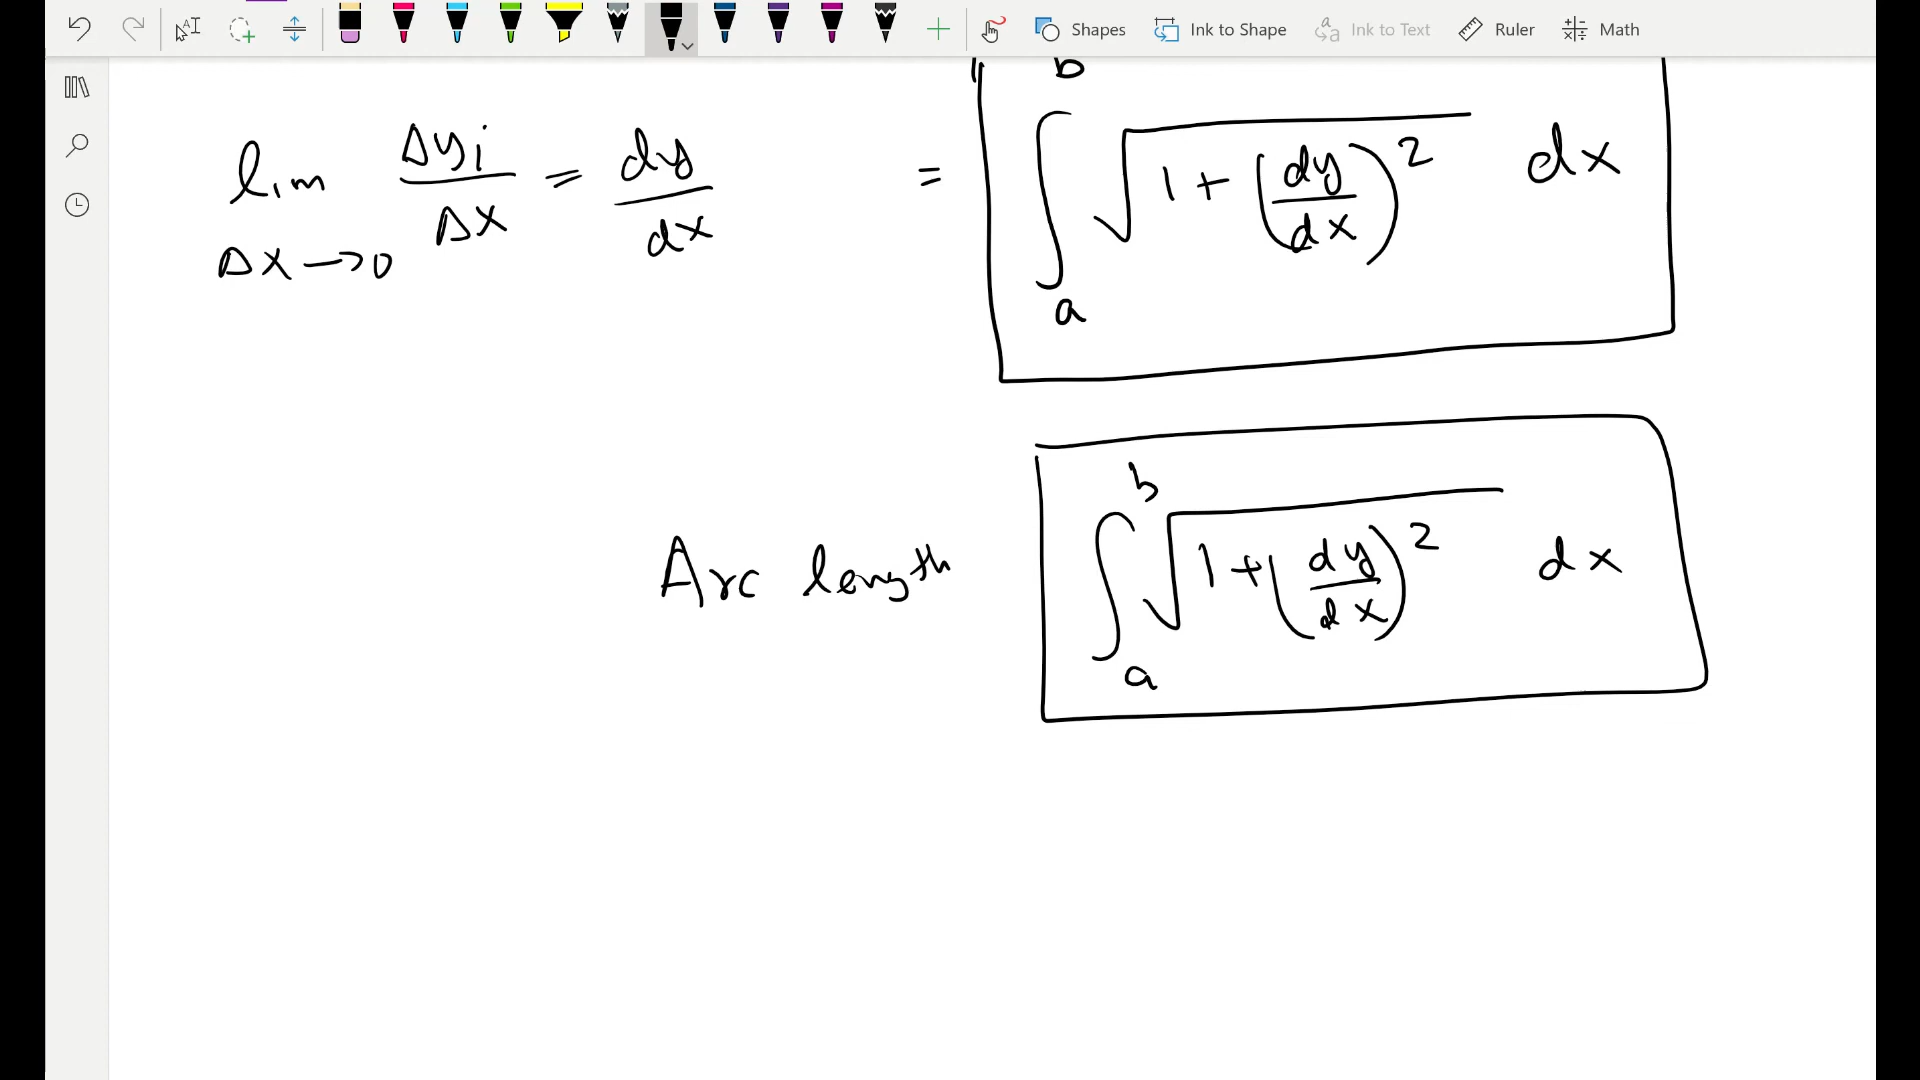 Shapes Ink to Shape Ink to Text Ruler Math
lim Δx→0 Δyi/Δx = dy/dx = ∫_a^b √(1 + (dy/dx)^2) dx
Arc length ∫_a^b √(1 + (dy/dx)^2) dx